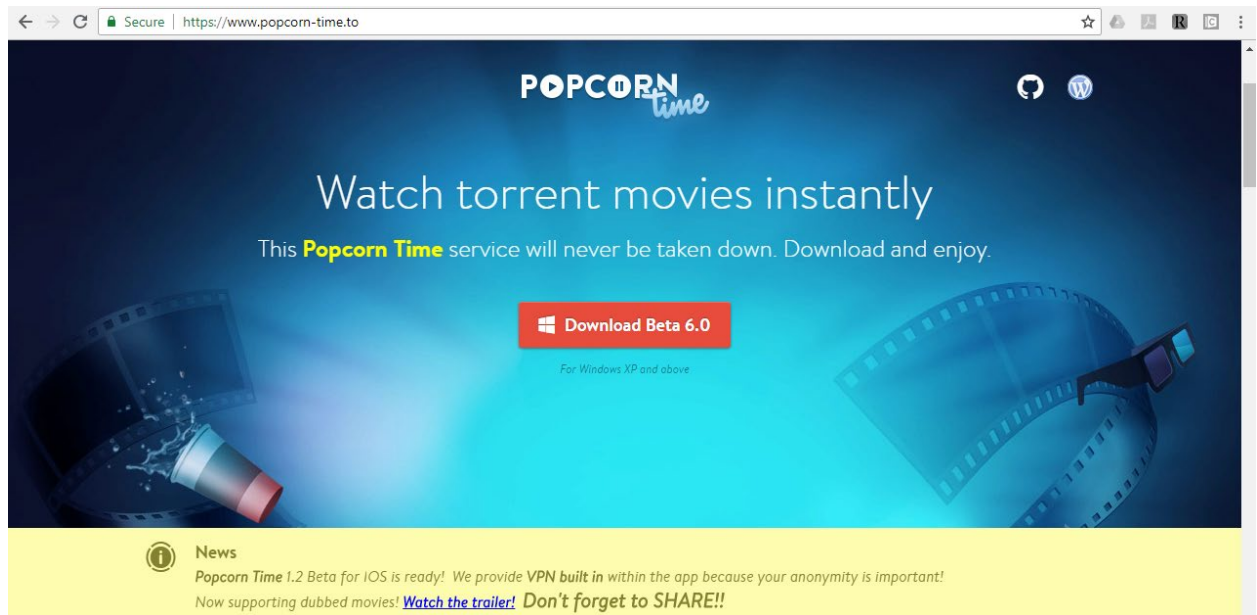 Secure | https://www.popcorn-time.to
R C
POPCORN time
Watch torrent movies instantly
This Popcorn Time service will never be taken down. Download and enjoy.
Download Beta 6.0
For Windows XP and above
News
Popcorn Time 1.2 Beta for IOS is ready! We provide VPN built in within the app because your anonymity is important!
Now supporting dubbed movies! Watch the trailer! Don't forget to SHARE!!